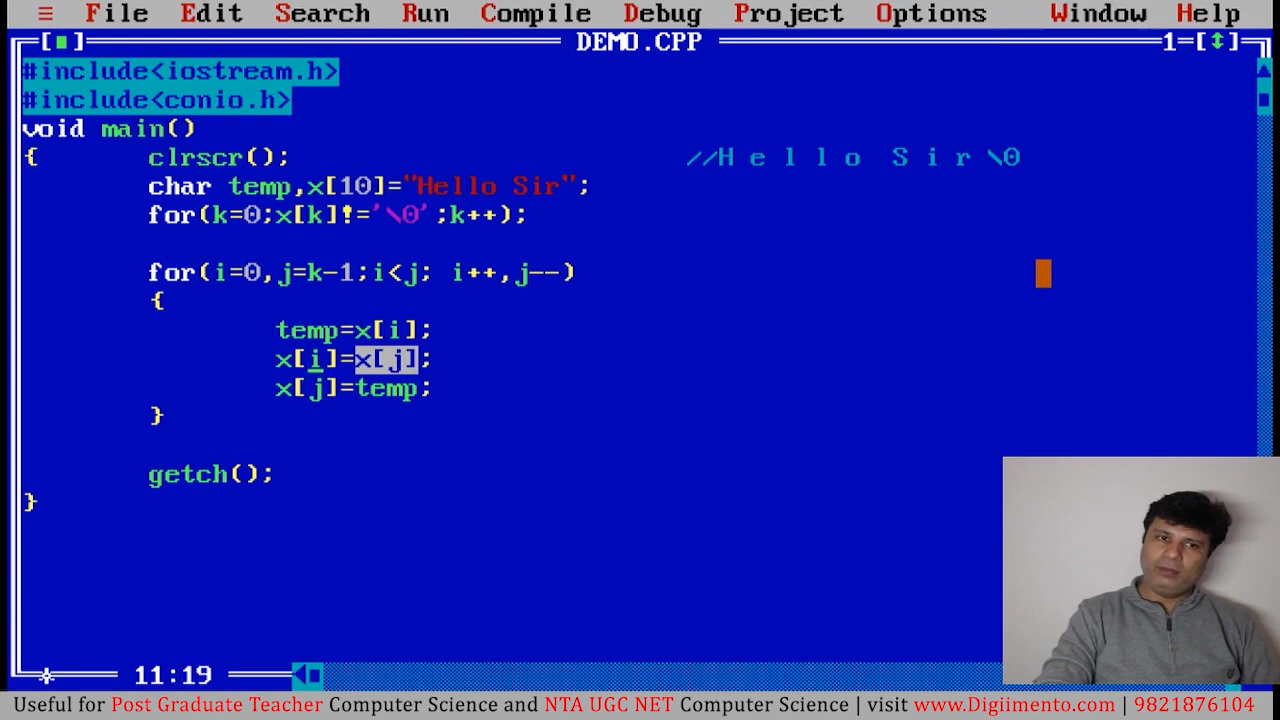 ≡ File Edit Search Run Compile Debug Project Options Window Help
[■] DEMO.CPP 1=[↕]
#include<iostream.h>
#include<conio.h>
void main()
{ clrscr(); //H e l l o S i r \0
char temp,x[10]="Hello Sir";
for(k=0;x[k]!='\0';k++);
for(i=0,j=k-1;i<j; i++,j--)
{
temp=x[i];
x[i]=x[j];
x[j]=temp;
}
getch();
}
11:19
Useful for Post Graduate Teacher Computer Science and NTA UGC NET Computer Science | visit www.Digiimento.com | 9821876104